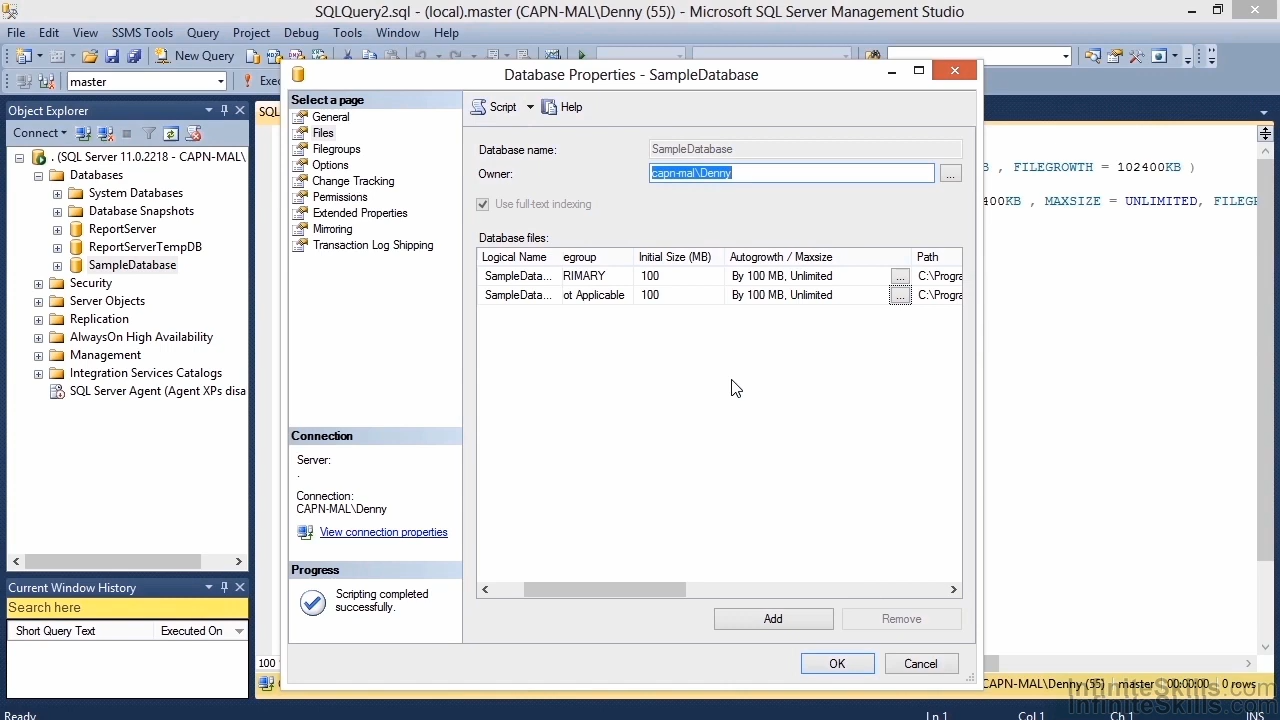 SQLQuery2.sql - (local).master (CAPN-MAL\Denny (55)) - Microsoft SQL Server Management Studio
File Edit View SSMS Tools Query Project Debug Tools Window Help
New Query
master
Exe
Object Explorer
Connect
. (SQL Server 11.0.2218 - CAPN-MAL\
Databases
System Databases
Database Snapshots
ReportServer
ReportServerTempDB
SampleDatabase
Security
Server Objects
Replication
AlwaysOn High Availability
Management
Integration Services Catalogs
SQL Server Agent (Agent XPs disa
Current Window History
Search here
Short Query Text Executed On
SQL
Database Properties - SampleDatabase
Select a page
General
Files
Filegroups
Options
Change Tracking
Permissions
Extended Properties
Mirroring
Transaction Log Shipping
Connection
Server:
.
Connection:
CAPN-MAL\Denny
View connection properties
Progress
Scripting completed
successfully.
Script Help
Database name: SampleDatabase
Owner: capn-mal\Denny ...
Use full-text indexing
Database files:
Logical Name egroup Initial Size (MB) Autogrowth / Maxsize Path
SampleData... RIMARY 100 By 100 MB, Unlimited ... C:\Progra
SampleData... ot Applicable 100 By 100 MB, Unlimited ... C:\Progra
Add Remove
OK Cancel
B , FILEGROWTH = 102400KB )
400KB , MAXSIZE = UNLIMITED, FILEG
100
CAPN-MAL\Denny (55) master 00:00:00 0 rows
Ready Ln 1 Col 1 Ch 1 INS
InfiniteSkills.com
InfiniteSkills.com